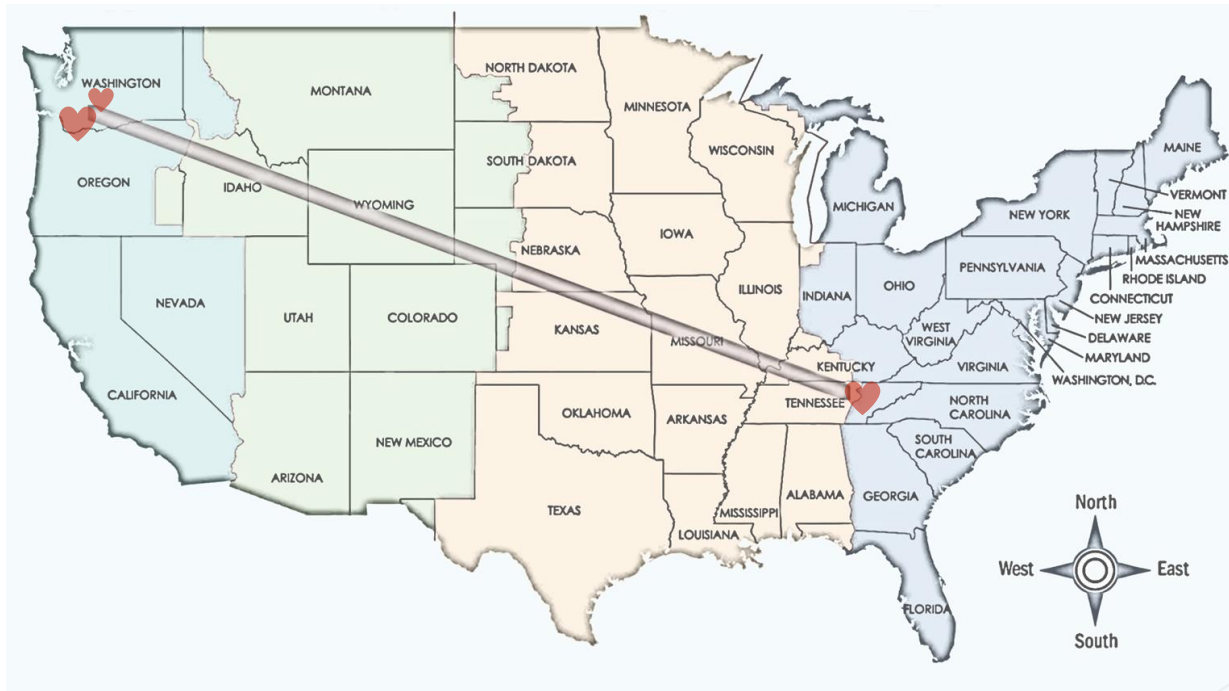 WASHINGTON
MONTANA
NORTH DAKOTA
MINNESOTA
SOUTH DAKOTA
WISCONSIN
MAINE
OREGON
IDAHO
WYOMING
MICHIGAN
VERMONT
NEW YORK
NEW
HAMPSHIRE
IOWA
NEBRASKA
MASSACHUSETTS
PENNSYLVANIA
RHODE ISLAND
ILLINOIS
INDIANA
OHIO
CONNECTICUT
NEVADA
UTAH
COLORADO
NEW JERSEY
KANSAS
WEST
VIRGINIA
DELAWARE
MISSOURI
MARYLAND
KENTUCKY
VIRGINIA
WASHINGTON, D.C.
CALIFORNIA
TENNESSEE
NORTH
CAROLINA
OKLAHOMA
ARKANSAS
NEW MEXICO
SOUTH
CAROLINA
ARIZONA
TEXAS
MISSISSIPPI
ALABAMA
GEORGIA
LOUISIANA
FLORIDA
North
West
East
South